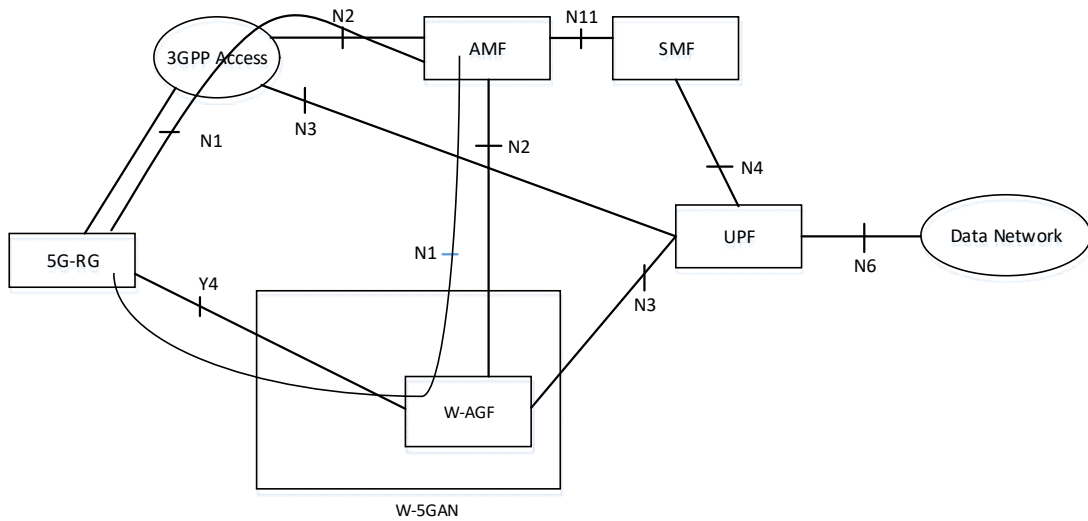 N2
N11
3GPP Access
AMF
SMF
N1
N3
N2
N4
5G-RG
UPF
Data Network
N1
N6
Y4
N3
W-AGF
W-5GAN